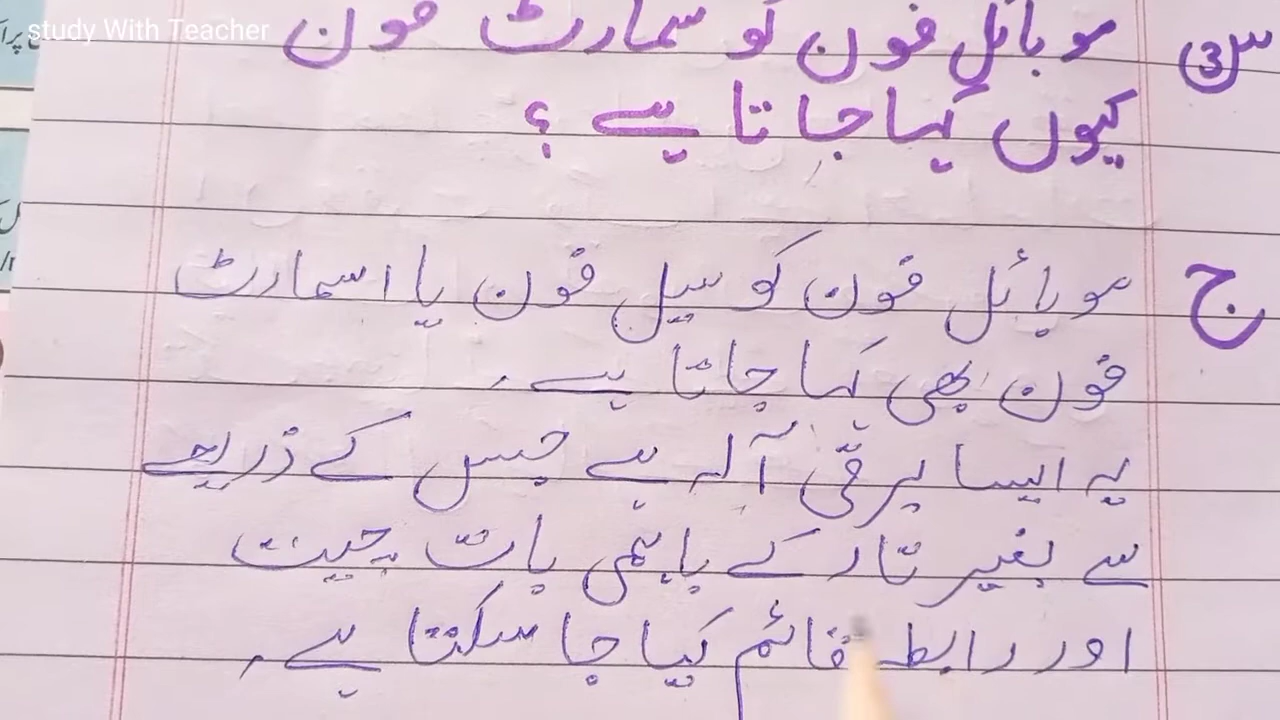 study With Teacher
س3 موبائل فون کو سمارٹ فون
کیوں کہا جاتا ہے ؟
ج موبائل فون کو سیل فون یا اسمارٹ
فون بھی کہا جاتا ہے۔
یہ ایسا برقی آلہ ہے جس کے ذریعے
سے بغیر تار کے باہمی بات چیت
اور رابطہ قائم کیا جا سکتا ہے۔